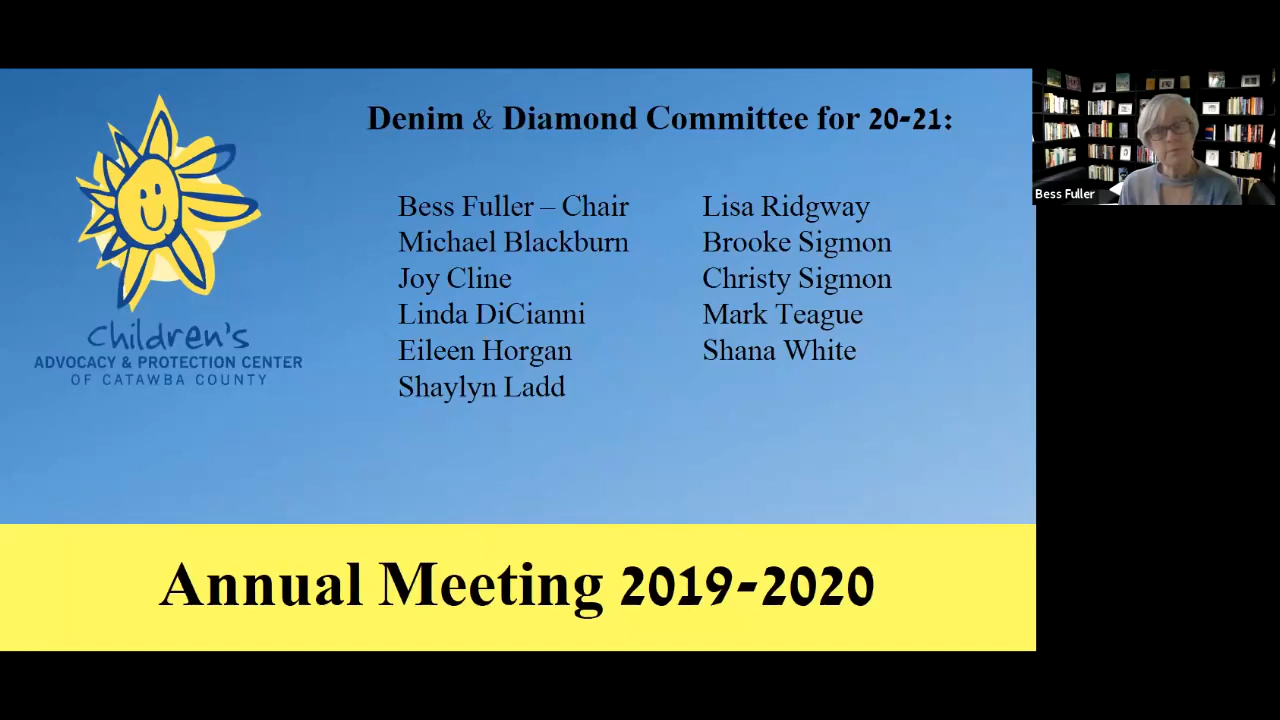 Denim & Diamond Committee for 20-21:
Bess Fuller – Chair
Michael Blackburn
Joy Cline
Linda DiCianni
Eileen Horgan
Shaylyn Ladd
Lisa Ridgway
Brooke Sigmon
Christy Sigmon
Mark Teague
Shana White
children's
ADVOCACY & PROTECTION CENTER
OF CATAWBA COUNTY
Annual Meeting 2019-2020
Bess Fuller